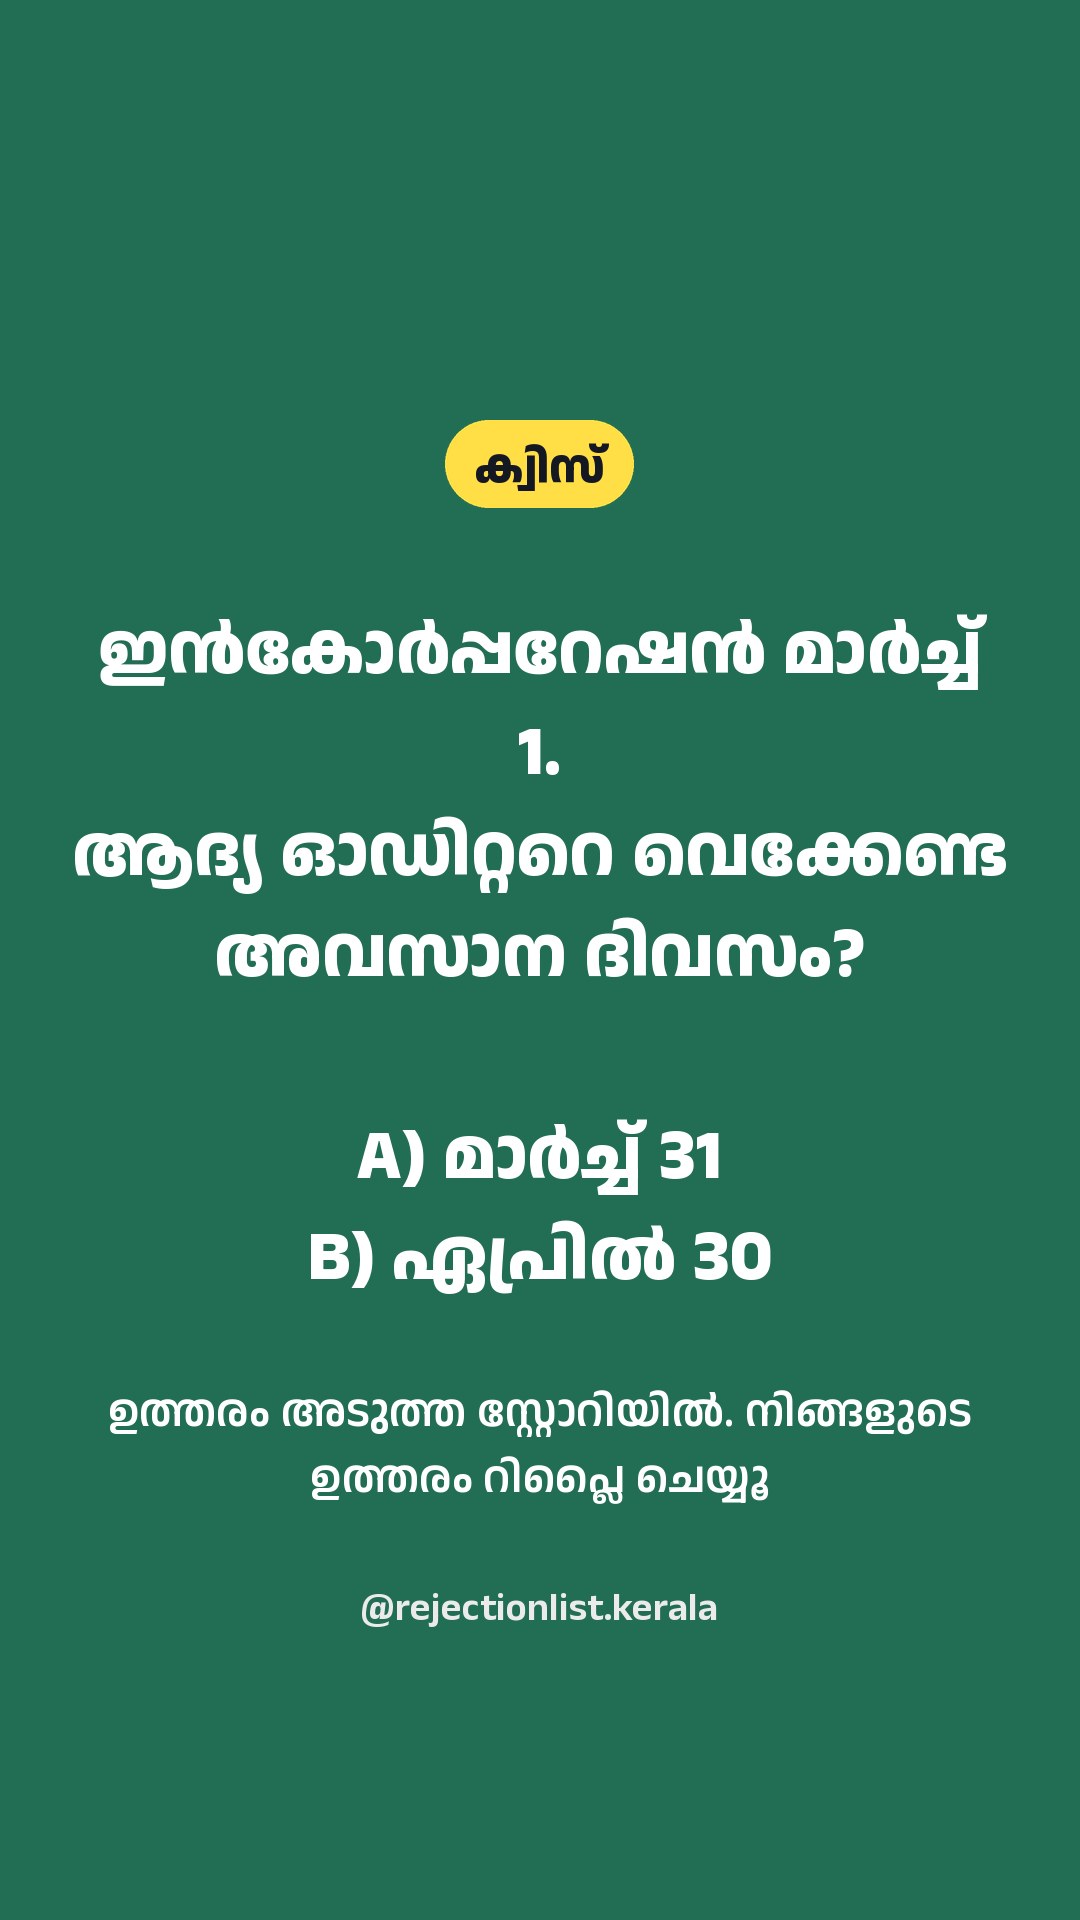 ക്വിസ്
ഇൻകോർപ്പറേഷൻ മാർച്ച്
1.
ആദ്യ ഓഡിറ്ററെ വെക്കേണ്ട
അവസാന ദിവസം?
A) മാർച്ച് 31
B) ഏപ്രിൽ 30
ഉത്തരം അടുത്ത സ്റ്റോറിയിൽ. നിങ്ങളുടെ
ഉത്തരം റിപ്ലൈ ചെയ്യൂ
@rejectionlist.kerala